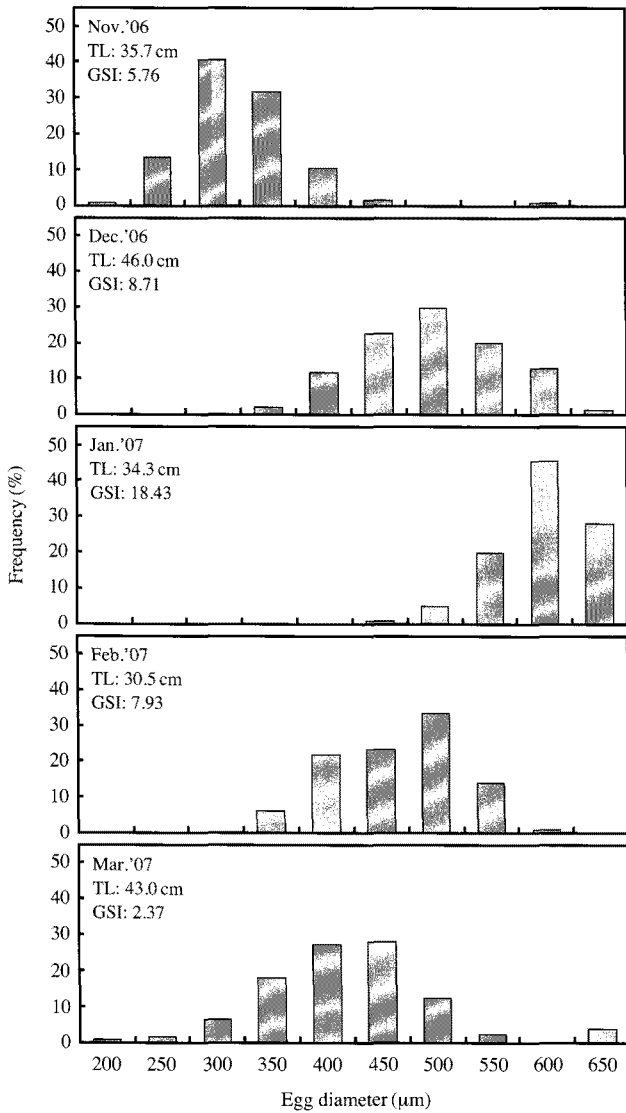 50
40
30
20
10
0
Nov.'06
TL: 35.7 cm
GSI: 5.76
50
40
30
20
10
0
Dec.'06
TL: 46.0 cm
GSI: 8.71
50
40
30
20
10
0
Jan.'07
TL: 34.3 cm
GSI: 18.43
50
40
30
20
10
0
Feb.'07
TL: 30.5 cm
GSI: 7.93
50
40
30
20
10
0
Mar.'07
TL: 43.0 cm
GSI: 2.37
Frequency (%)
200 250 300 350 400 450 500 550 600 650
Egg diameter (μm)